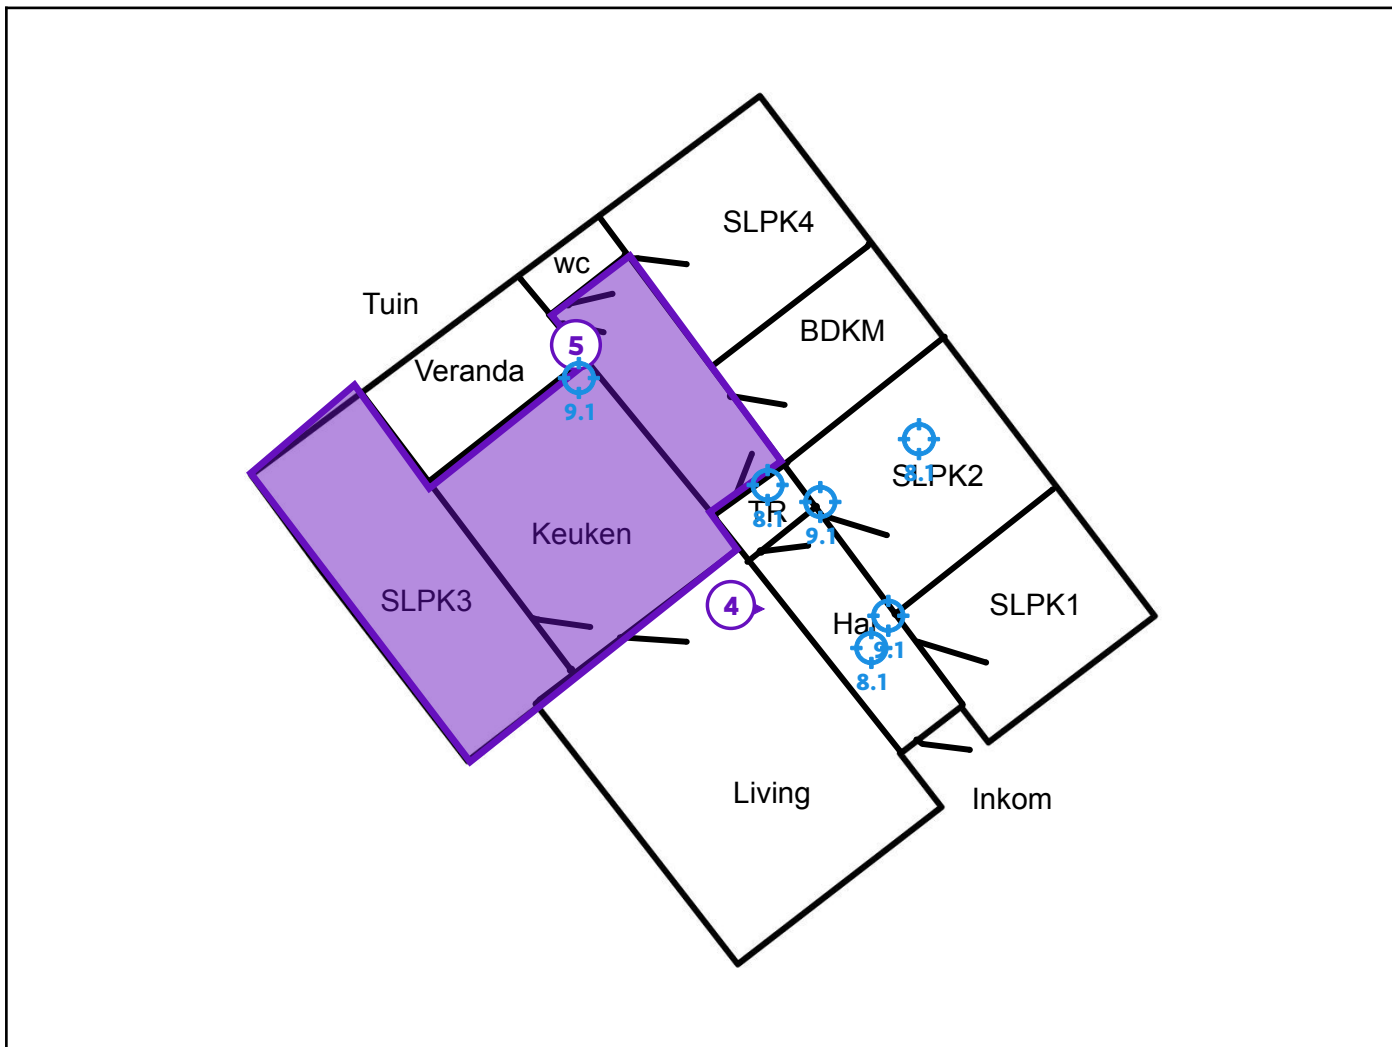 SLPK4
wc
Tuin
BDKM
5
Veranda
9.1
8.1
SLPK2
TR
8.1
9.1
Keuken
SLPK3
4
SLPK1
9.1
8.1
Living
Inkom